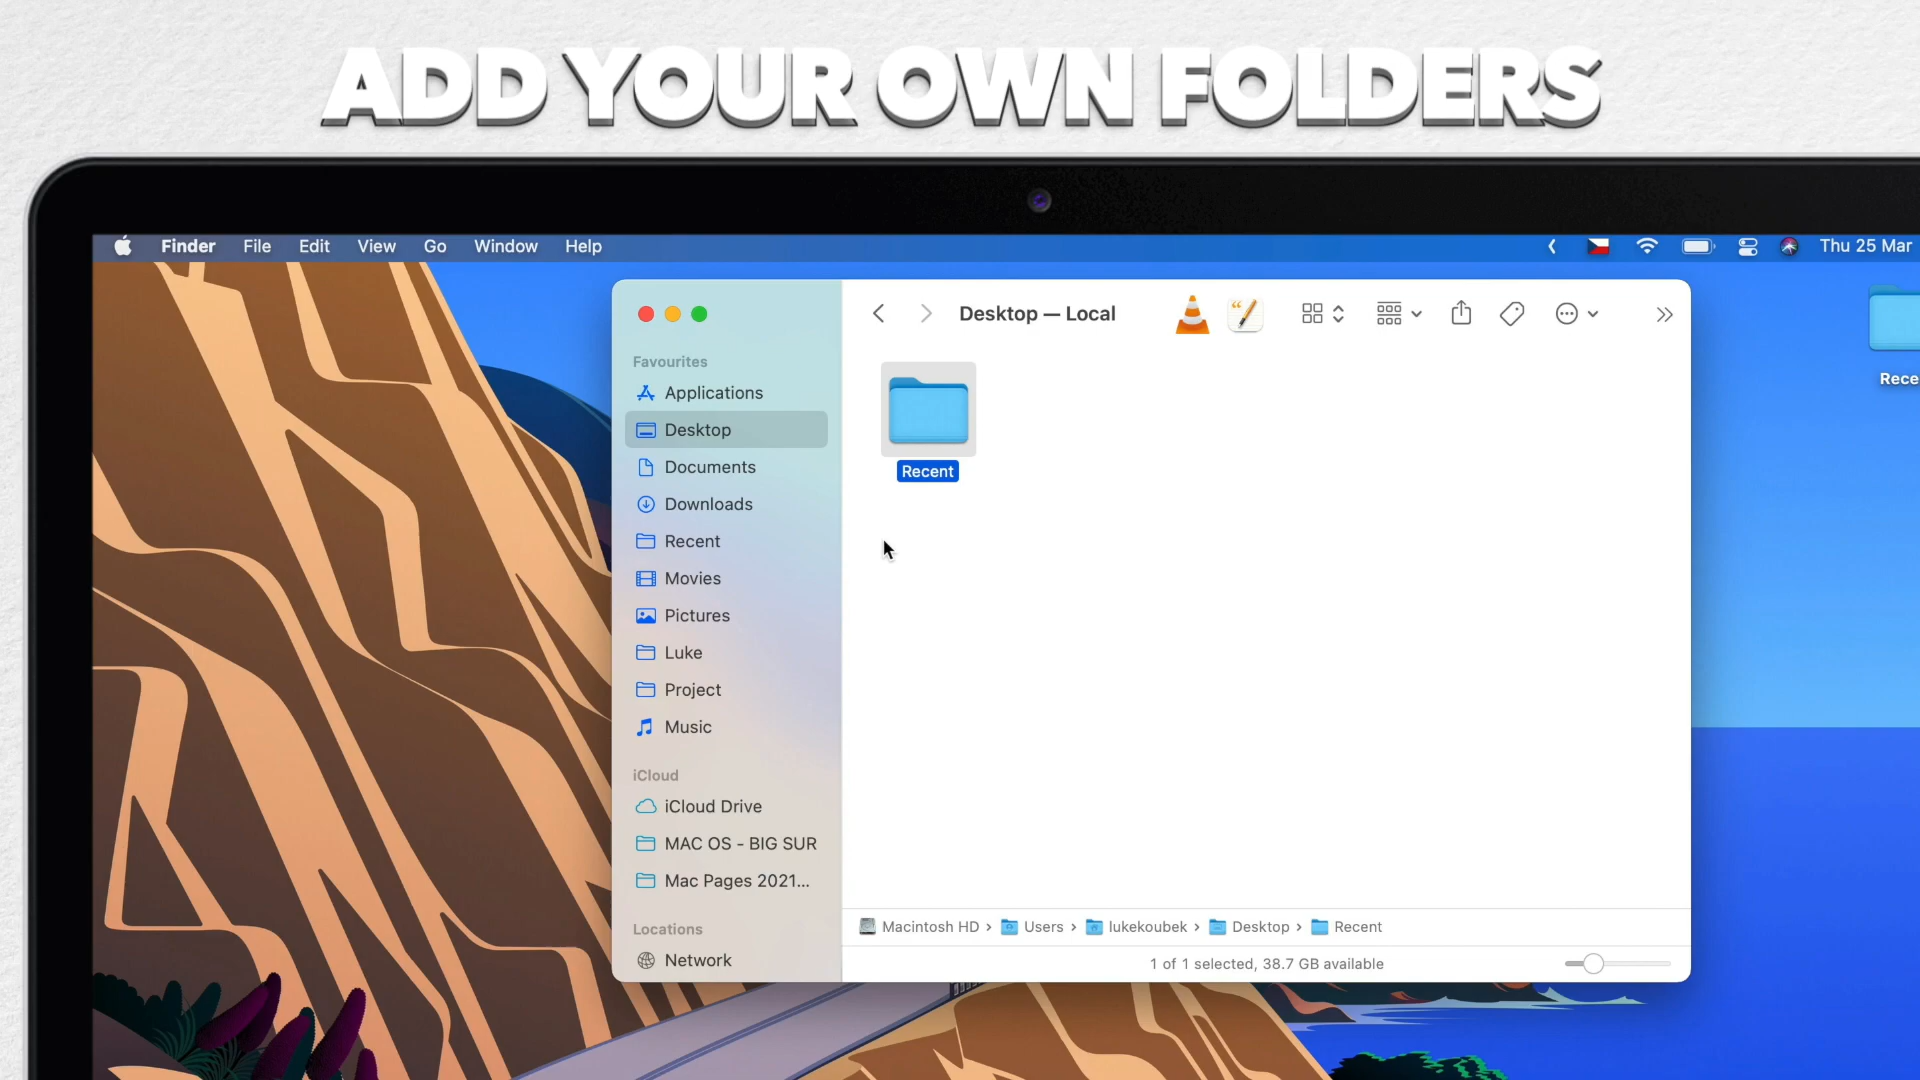 ADD YOUR OWN FOLDERS
Finder File Edit View Go Window Help
Thu 25 Mar
Desktop — Local
Favourites
Applications
Desktop
Documents
Downloads
Recent
Movies
Pictures
Luke
Project
Music
iCloud
iCloud Drive
MAC OS - BIG SUR
Mac Pages 2021...
Locations
Network
Recent
Macintosh HD › Users › lukekoubek › Desktop › Recent
1 of 1 selected, 38.7 GB available
Rece